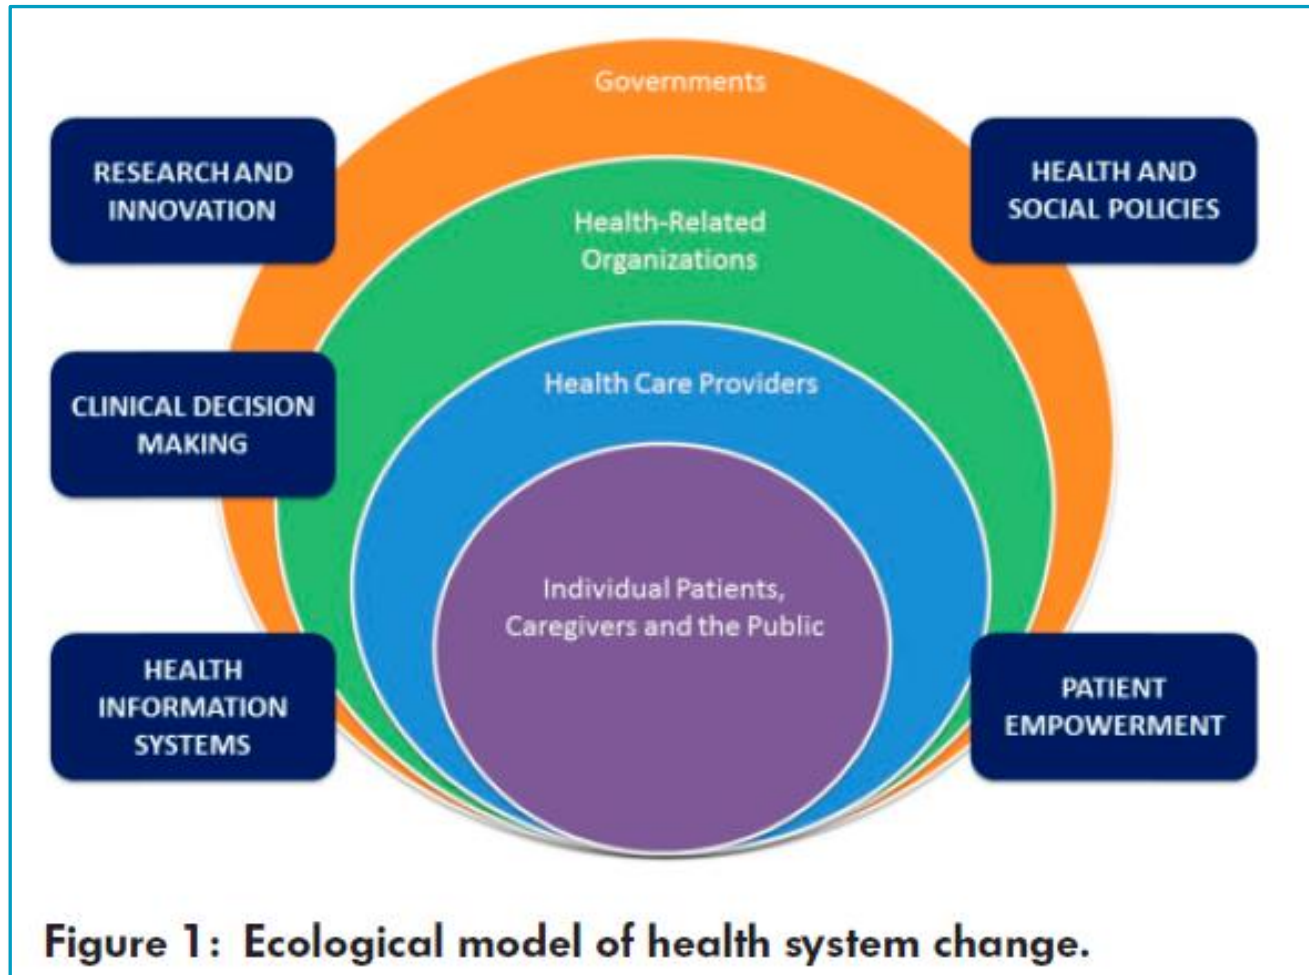 Governments
RESEARCH AND
INNOVATION
HEALTH AND
SOCIAL POLICIES
Health-Related
Organizations
CLINICAL DECISION
MAKING
Health Care Providers
Individual Patients,
Caregivers and the Public
HEALTH
INFORMATION
SYSTEMS
PATIENT
EMPOWERMENT
Figure 1: Ecological model of health system change.